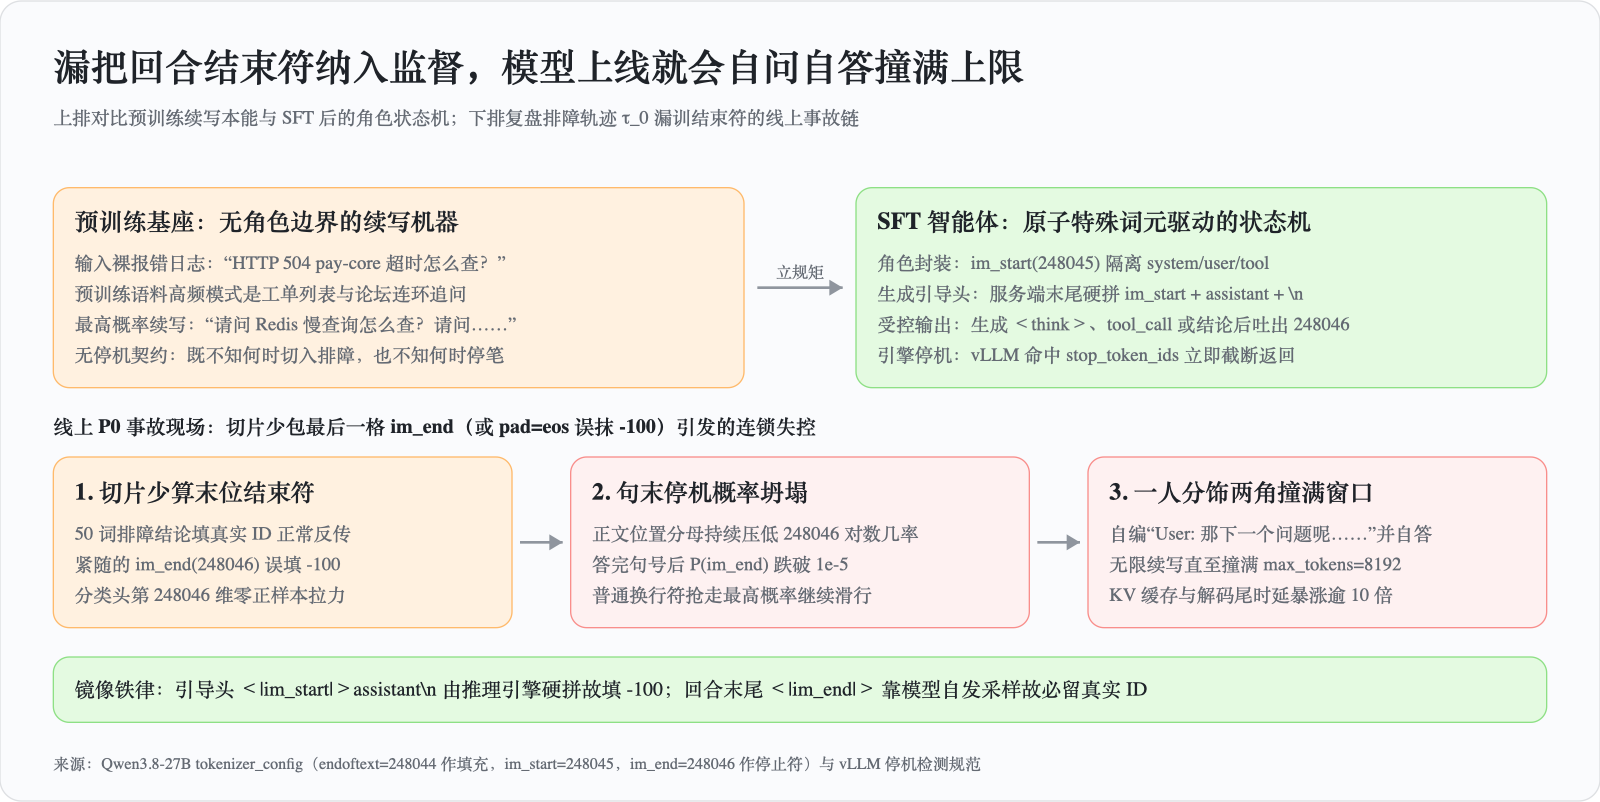 漏把回合结束符纳入监督，模型上线就会自问自答撞满上限
上排对比预训练续写本能与 SFT 后的角色状态机；下排复盘排障轨迹 τ_0 漏训结束符的线上事故链
预训练基座：无角色边界的续写机器
输入裸报错日志：“HTTP 504 pay-core 超时怎么查？”
预训练语料高频模式是工单列表与论坛连环追问
最高概率续写：“请问 Redis 慢查询怎么查？请问……”
无停机契约：既不知何时切入排障，也不知何时停笔
立规矩
SFT 智能体：原子特殊词元驱动的状态机
角色封装：im_start(248045) 隔离 system/user/tool
生成引导头：服务端末尾硬拼 im_start + assistant + \n
受控输出：生成 <think>、tool_call 或结论后吐出 248046
引擎停机：vLLM 命中 stop_token_ids 立即截断返回
线上 P0 事故现场：切片少包最后一格 im_end（或 pad=eos 误抹 -100）引发的连锁失控
1. 切片少算末位结束符
50 词排障结论填真实 ID 正常反传
紧随的 im_end(248046) 误填 -100
分类头第 248046 维零正样本拉力
2. 句末停机概率坍塌
正文位置分母持续压低 248046 对数几率
答完句号后 P(im_end) 跌破 1e-5
普通换行符抢走最高概率继续滑行
3. 一人分饰两角撞满窗口
自编“User: 那下一个问题呢……”并自答
无限续写直至撞满 max_tokens=8192
KV 缓存与解码尾时延暴涨逾 10 倍
镜像铁律：引导头 <|im_start|>assistant\n 由推理引擎硬拼故填 -100；回合末尾 <|im_end|> 靠模型自发采样故必留真实 ID
来源：Qwen3.8-27B tokenizer_config（endoftext=248044 作填充，im_start=248045，im_end=248046 作停止符）与 vLLM 停机检测规范